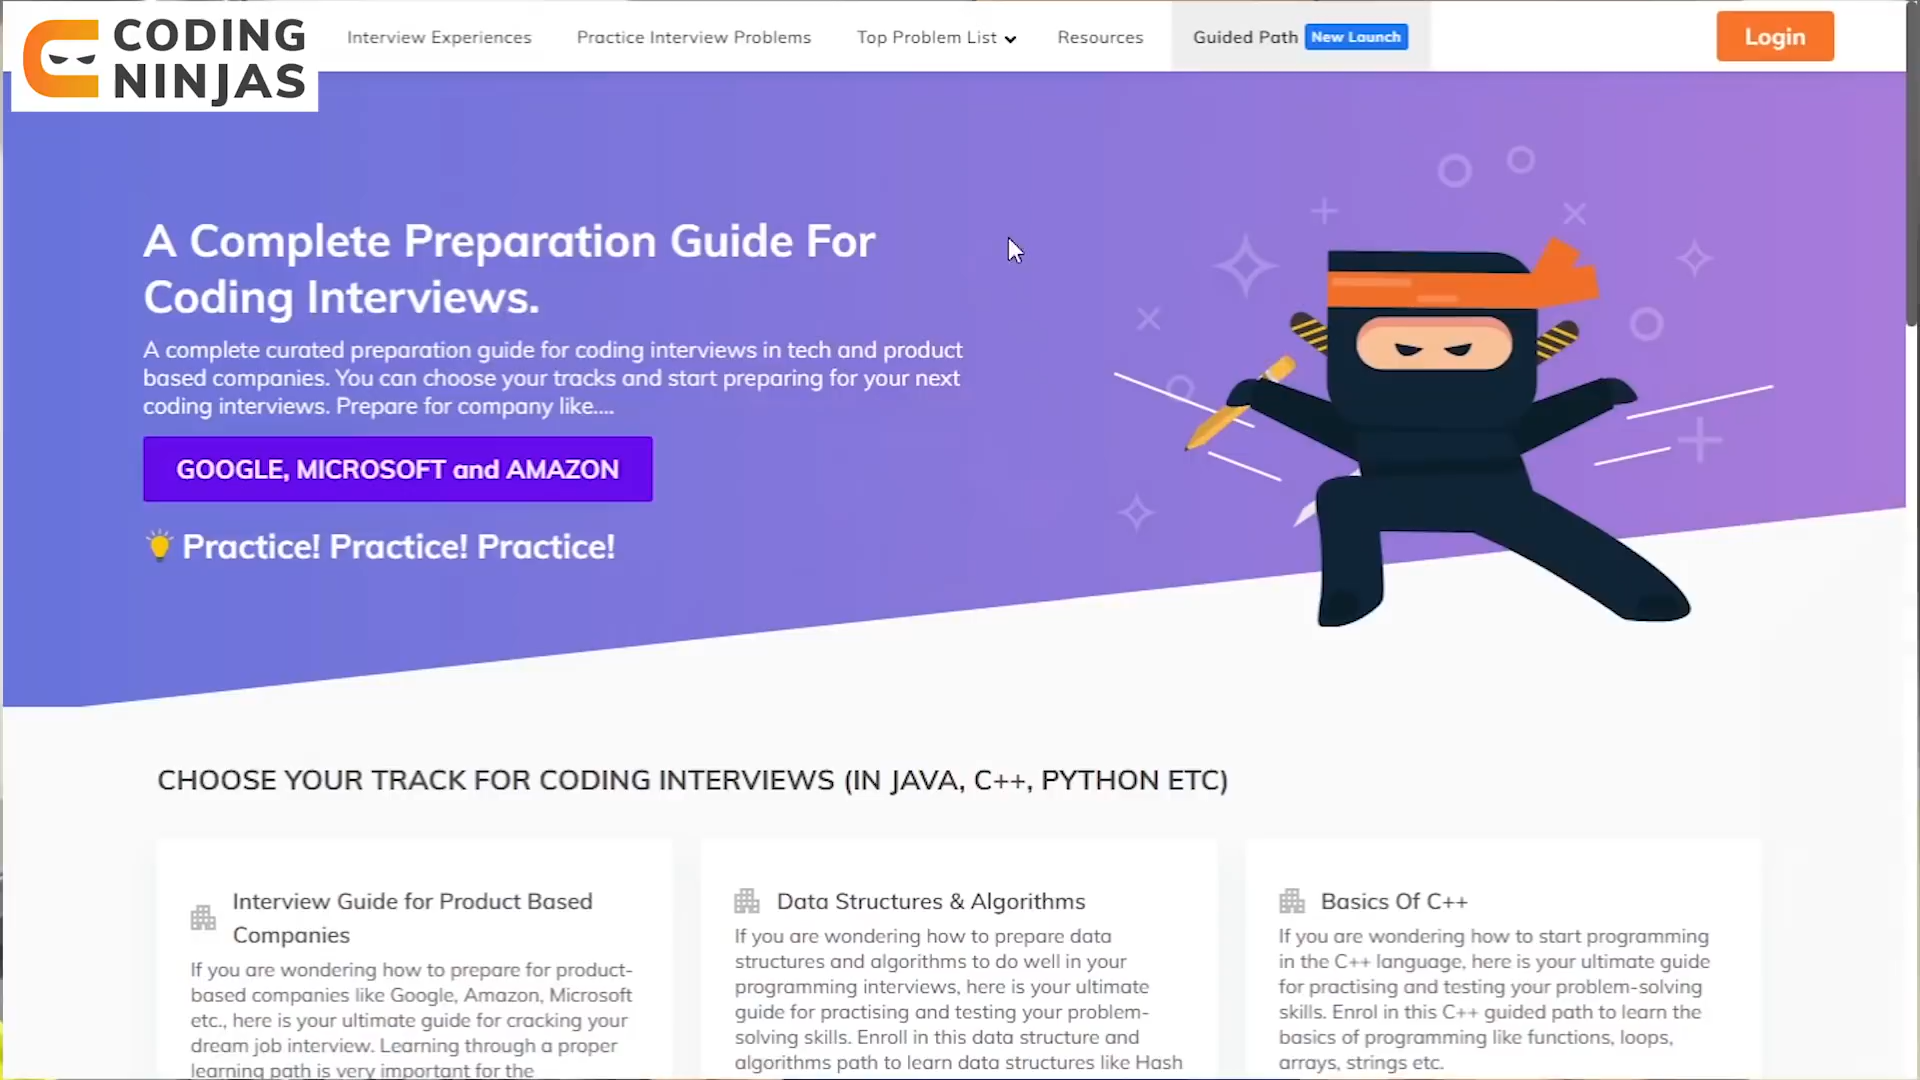 CODING
NINJAS
Interview Experiences
Practice Interview Problems
Top Problem List
Resources
Guided Path
New Launch
Login
A Complete Preparation Guide For
Coding Interviews.
A complete curated preparation guide for coding interviews in tech and product
based companies. You can choose your tracks and start preparing for your next
coding interviews. Prepare for company like....
GOOGLE, MICROSOFT and AMAZON
Practice! Practice! Practice!
CHOOSE YOUR TRACK FOR CODING INTERVIEWS (IN JAVA, C++, PYTHON ETC)
Interview Guide for Product Based
Companies
If you are wondering how to prepare for product-
based companies like Google, Amazon, Microsoft
etc., here is your ultimate guide for cracking your
dream job interview. Learning through a proper
learning path is very important for the
Data Structures & Algorithms
If you are wondering how to prepare data
structures and algorithms to do well in your
programming interviews, here is your ultimate
guide for practising and testing your problem-
solving skills. Enroll in this data structure and
algorithms path to learn data structures like Hash
Basics Of C++
If you are wondering how to start programming
in the C++ language, here is your ultimate guide
for practising and testing your problem-solving
skills. Enrol in this C++ guided path to learn the
basics of programming like functions, loops,
arrays, strings etc.